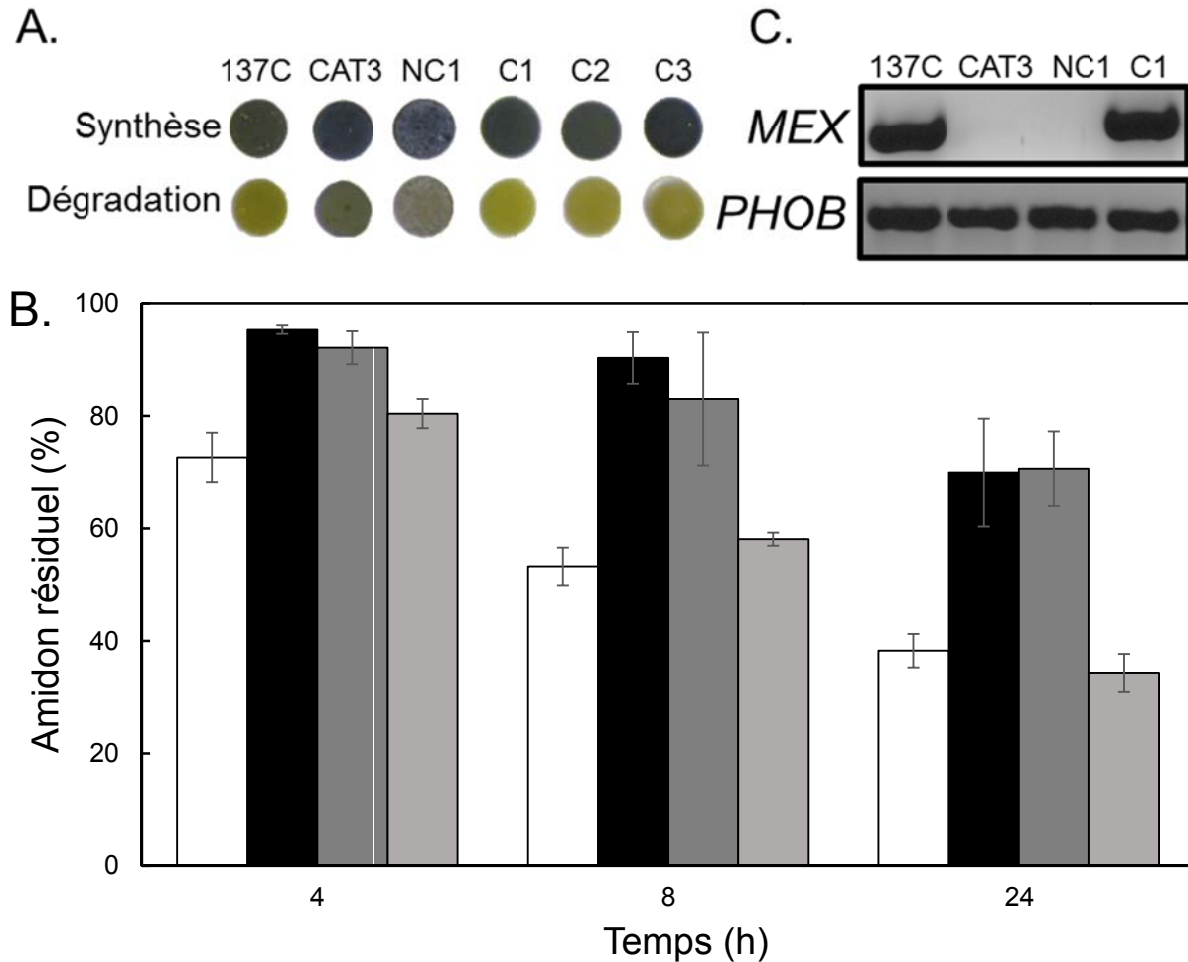 A.
137C CAT3 NC1 C1 C2 C3
Synthèse
Dégradation
C.
137C CAT3 NC1 C1
MEX
PHOB
B.
100
80
60
40
20
0
Amidon résiduel (%)
4 8 24
Temps (h)